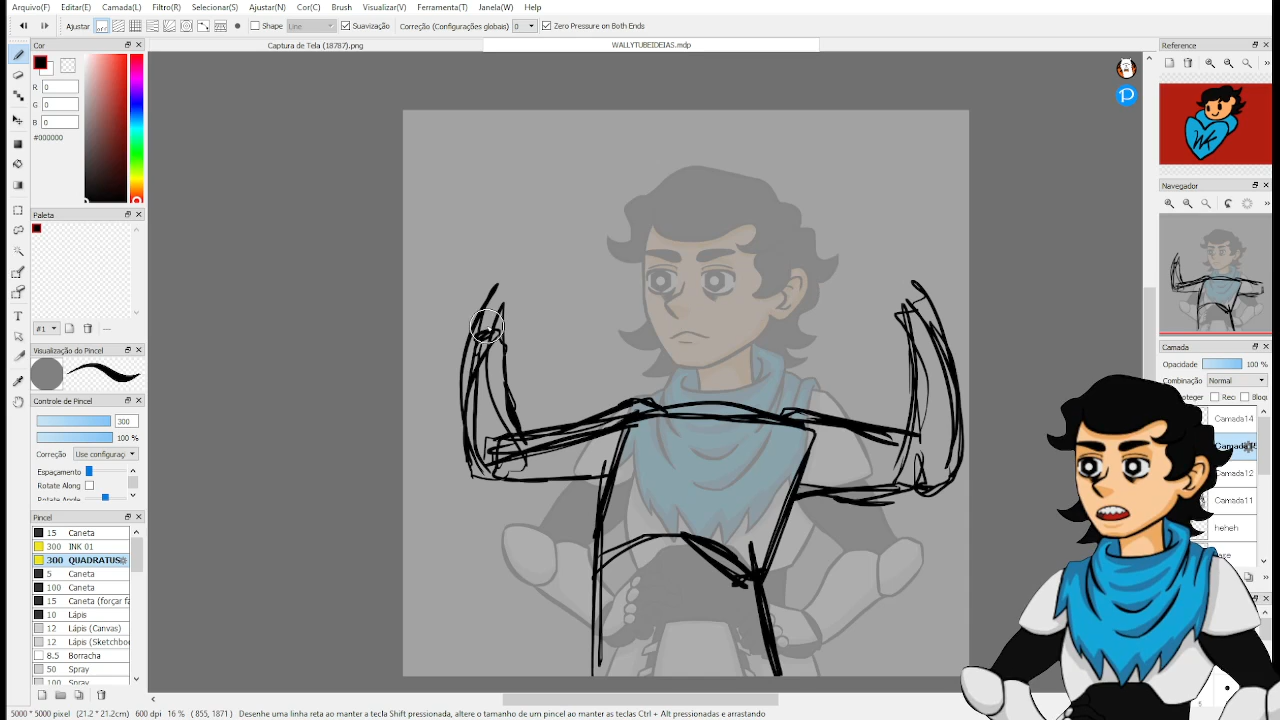 Arquivo(F) Editar(E) Camada(L) Filtro(R) Selecionar(S) Ajustar(N) Cor(C) Brush Visualizar(V) Ferramenta(T) Janela(W) Help
Ajustar Shape Line Suavização Correção (Configurações globais) 0 Zero Pressure on Both Ends
Cor
Captura de Tela (18787).png
WALLYTUBEIDEIAS.mdp
Reference
R 0
G 0
B 0
#000000
Navegador
Paleta
#1
Visualização do Pincel
Camada
Opacidade 100 %
Combinação Normal
Controle de Pincel
300
100 %
Correção Use configuraç
Espaçamento
Rotate Along
Rotate Angle
Camada14
Camada12
Camada11
heheh
Pincel
15 Caneta
300 INK 01
300 QUADRATUS
5 Caneta
100 Caneta
15 Caneta (forçar fa
10 Lápis
12 Lápis (Canvas)
12 Lápis (Sketchbo
8.5 Borracha
50 Spray
100 Spray
5000 * 5000 pixel (21.2 * 21.2cm) 600 dpi 16 % ( 855, 1871 ) Desenhe uma linha reta ao manter a tecla Shift pressionada, altere o tamanho de um pincel ao manter as teclas Ctrl + Alt pressionadas e arrastando